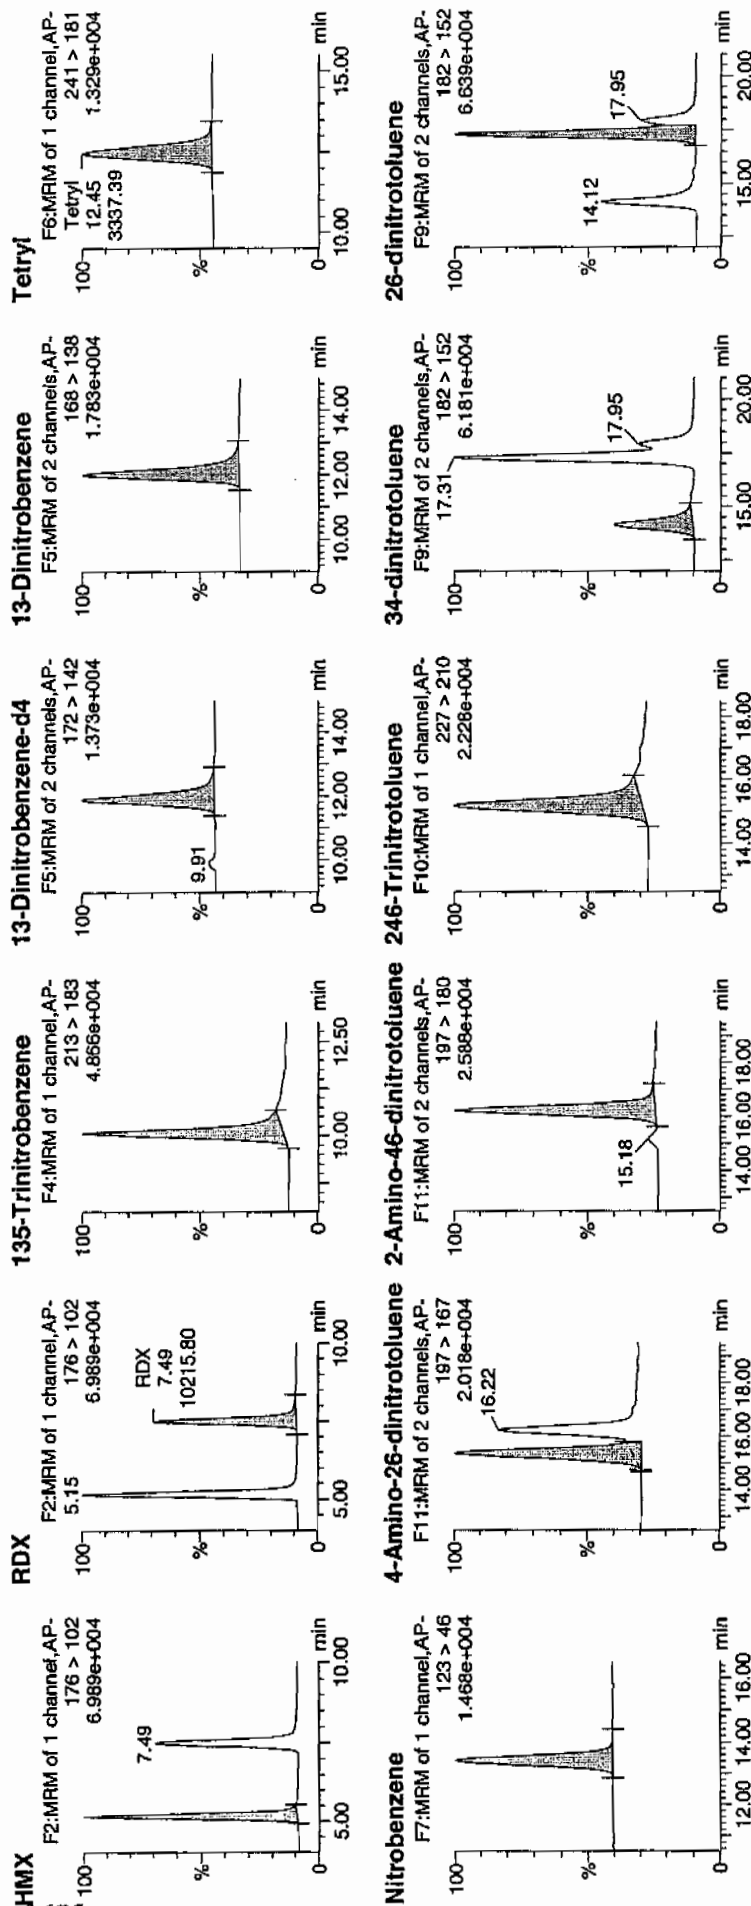 HMX
F2:MRM of 1 channel,AP-
176 > 102
6.989e+004
100
%
0
7.49
5.00
10.00
min
RDX
F2:MRM of 1 channel,AP-
176 > 102
6.989e+004
100
%
0
5.15
RDX
7.49
10215.80
5.00
10.00
min
135-Trinitrobenzene
F4:MRM of 1 channel,AP-
213 > 183
4.866e+004
100
%
0
10.00
12.50
min
13-Dinitrobenzene-d4
F5:MRM of 2 channels,AP-
172 > 142
1.373e+004
100
%
0
9.91
10.00
12.00
14.00
min
13-Dinitrobenzene
F5:MRM of 2 channels,AP-
168 > 138
1.783e+004
100
%
0
10.00
12.00
14.00
min
Tetryl
F6:MRM of 1 channel,AP-
241 > 181
1.329e+004
Tetryl
12.45
3337.39
100
%
0
10.00
15.00
min
Nitrobenzene
F7:MRM of 1 channel,AP-
123 > 46
1.468e+004
100
%
0
12.00
14.00
16.00
min
4-Amino-26-dinitrotoluene
F11:MRM of 2 channels,AP-
197 > 167
2.018e+004
16.22
100
%
0
14.00
16.00
18.00
min
2-Amino-46-dinitrotoluene
F11:MRM of 2 channels,AP-
197 > 180
2.588e+004
15.18
100
%
0
14.00
16.00
18.00
min
246-Trinitrotoluene
F10:MRM of 1 channel,AP-
227 > 210
2.226e+004
100
%
0
14.00
16.00
18.00
min
34-dinitrotoluene
F9:MRM of 2 channels,AP-
182 > 152
6.181e+004
17.31
17.95
100
%
0
15.00
20.00
min
26-dinitrotoluene
F9:MRM of 2 channels,AP-
182 > 152
6.639e+004
14.12
17.95
100
%
0
15.00
20.00
min